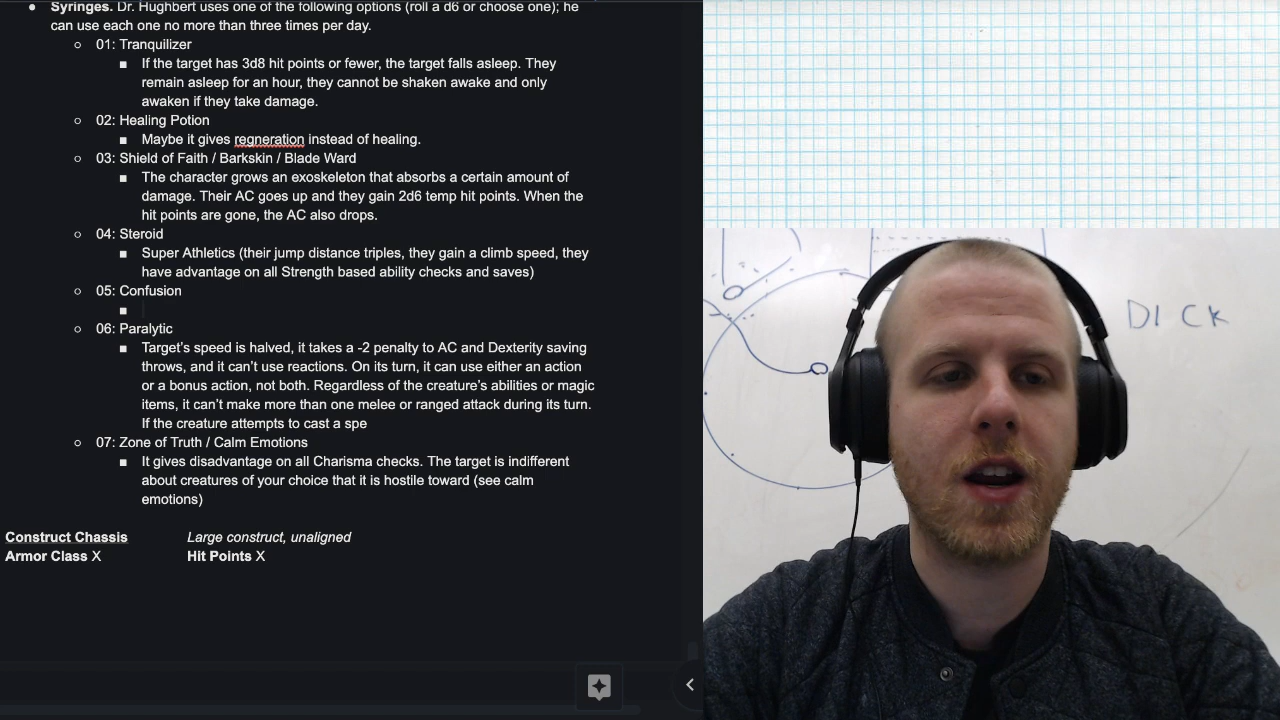 Syringes. Dr. Hughbert uses one of the following options (roll a d6 or choose one); he
can use each one no more than three times per day.
01: Tranquilizer
If the target has 3d8 hit points or fewer, the target falls asleep. They
remain asleep for an hour, they cannot be shaken awake and only
awaken if they take damage.
02: Healing Potion
Maybe it gives regneration instead of healing.
03: Shield of Faith / Barkskin / Blade Ward
The character grows an exoskeleton that absorbs a certain amount of
damage. Their AC goes up and they gain 2d6 temp hit points. When the
hit points are gone, the AC also drops.
04: Steroid
Super Athletics (their jump distance triples, they gain a climb speed, they
have advantage on all Strength based ability checks and saves)
05: Confusion
06: Paralytic
Target's speed is halved, it takes a -2 penalty to AC and Dexterity saving
throws, and it can't use reactions. On its turn, it can use either an action
or a bonus action, not both. Regardless of the creature's abilities or magic
items, it can't make more than one melee or ranged attack during its turn.
If the creature attempts to cast a spe
07: Zone of Truth / Calm Emotions
It gives disadvantage on all Charisma checks. The target is indifferent
about creatures of your choice that it is hostile toward (see calm
emotions)
Construct Chassis Large construct, unaligned
Armor Class X Hit Points X
DICK